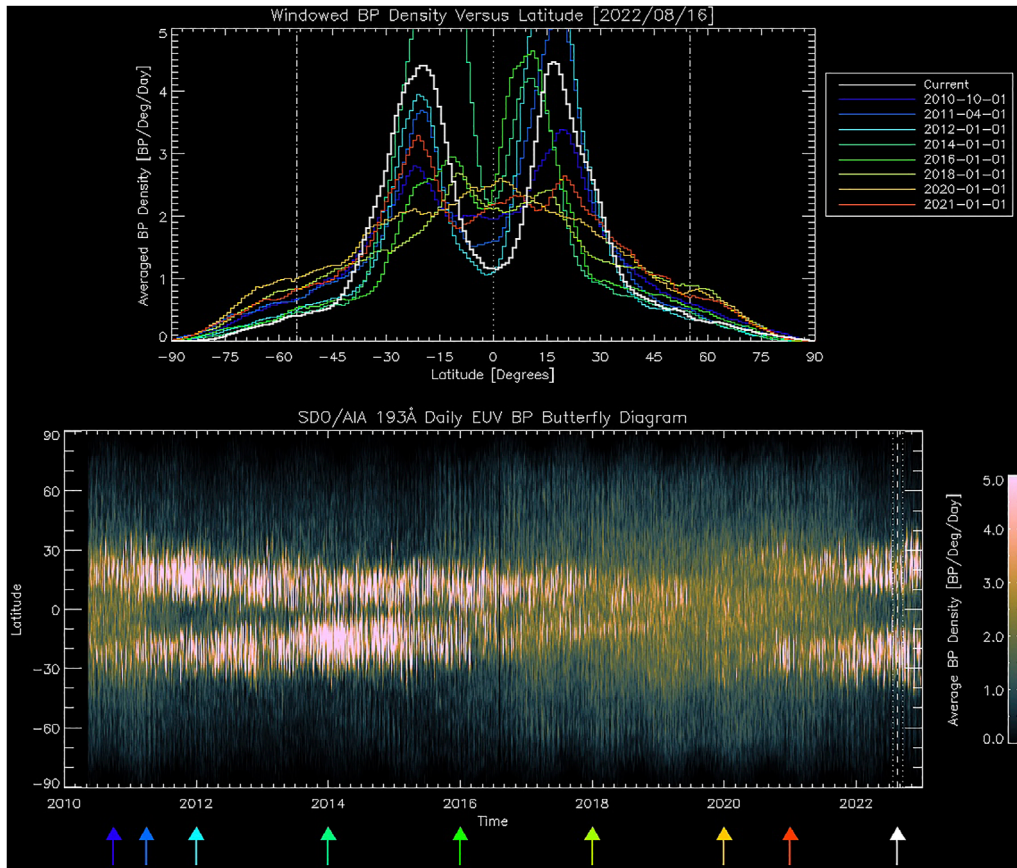 Windowed BP Density Versus Latitude [2022/08/16]
5
4
3
2
1
0
Averaged BP Density [BP/Deg/Day]
-90 -75 -60 -45 -30 -15 0 15 30 45 60 75 90
Latitude [Degrees]
Current
2010-10-01
2011-04-01
2012-01-01
2014-01-01
2016-01-01
2018-01-01
2020-01-01
2021-01-01
SDO/AIA 193Å Daily EUV BP Butterfly Diagram
90
60
30
0
-30
-60
-90
Latitude
2010 2012 2014 2016 2018 2020 2022
Time
5.0
4.0
3.0
2.0
1.0
0.0
Average BP Density [BP/Deg/Day]